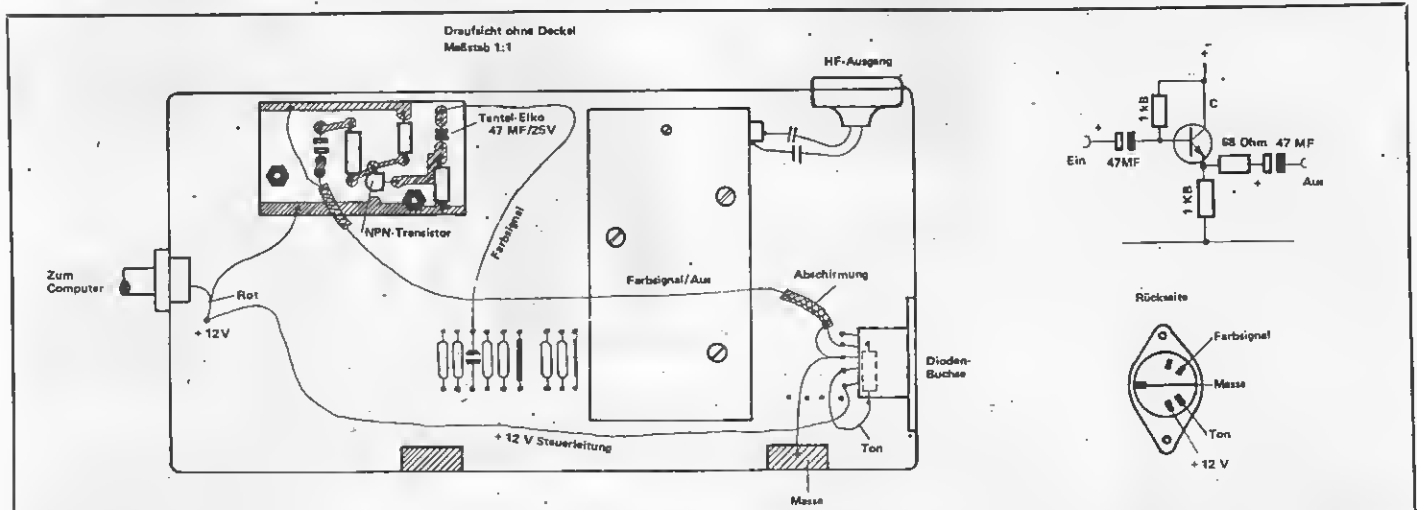 Draufsicht ohne Deckel
Maßstab 1:1
HF-Ausgang
Tantal-Elko
47 MF/25V
NPN-Transistor
Farbsignal
Zum
Computer
Rot
+ 12 V
Farbsignal/Aus
Abschirmung
Dioden-
Buchse
+ 12 V Steuerleitung
Ton
Masse
+
1 kB
C
+
Ein
47MF
68 Ohm
47 MF
+
Aus
1 KB
Rückseite
Farbsignal
Masse
Ton
+ 12 V